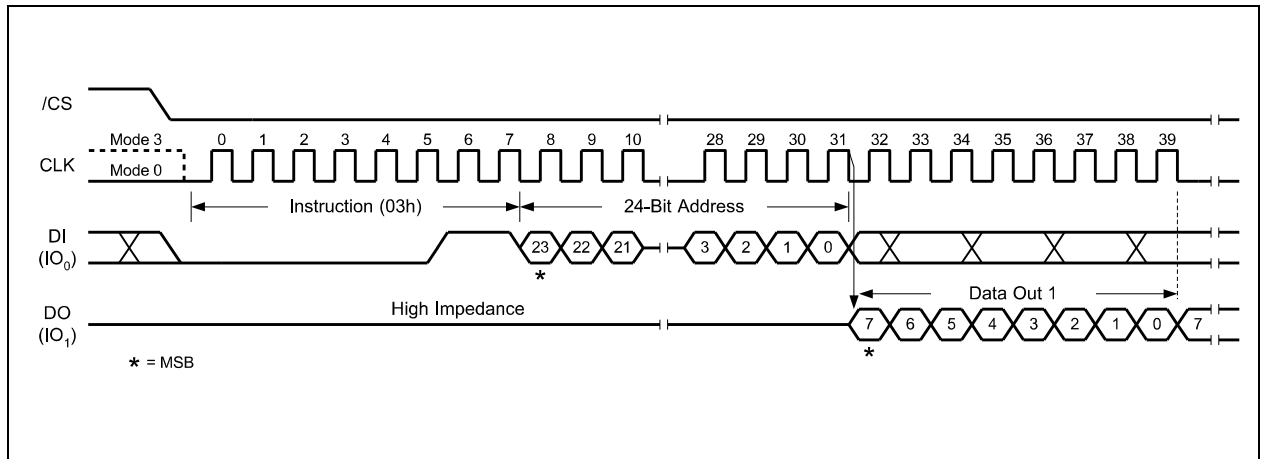 /CS
Mode 3 0 1 2 3 4 5 6 7 8 9 10 28 29 30 31 32 33 34 35 36 37 38 39
CLK Mode 0
Instruction (03h) 24-Bit Address
DI
(IO0) 23 22 21 3 2 1 0
*
Data Out 1
High Impedance
DO
(IO1) 7 6 5 4 3 2 1 0 7
*
* = MSB